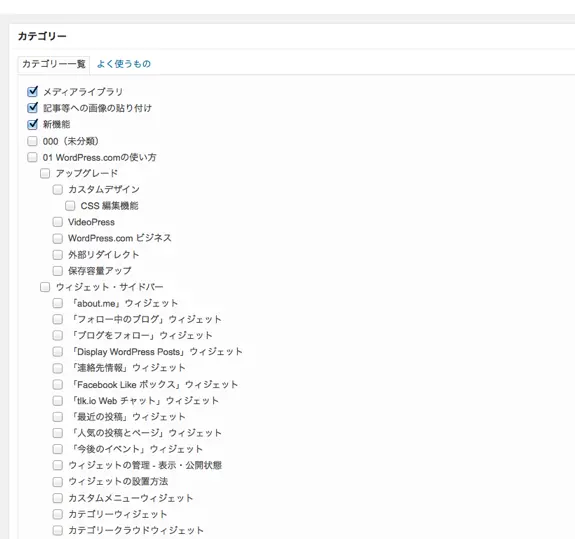 カテゴリー
カテゴリー一覧 よく使うもの
メディアライブラリ
記事等への画像の貼り付け
新機能
000（未分類）
01 WordPress.comの使い方
アップグレード
カスタムデザイン
CSS 編集機能
VideoPress
WordPress.com ビジネス
外部リダイレクト
保存容量アップ
ウィジェット・サイドバー
「about.me」ウィジェット
「フォロー中のブログ」ウィジェット
「ブログをフォロー」ウィジェット
「Display WordPress Posts」ウィジェット
「連絡先情報」ウィジェット
「Facebook Like ボックス」ウィジェット
「tlk.io Web チャット」ウィジェット
「最近の投稿」ウィジェット
「人気の投稿とページ」ウィジェット
「今後のイベント」ウィジェット
ウィジェットの管理 - 表示・公開状態
ウィジェットの設置方法
カスタムメニューウィジェット
カテゴリーウィジェット
カテゴリークラウドウィジェット